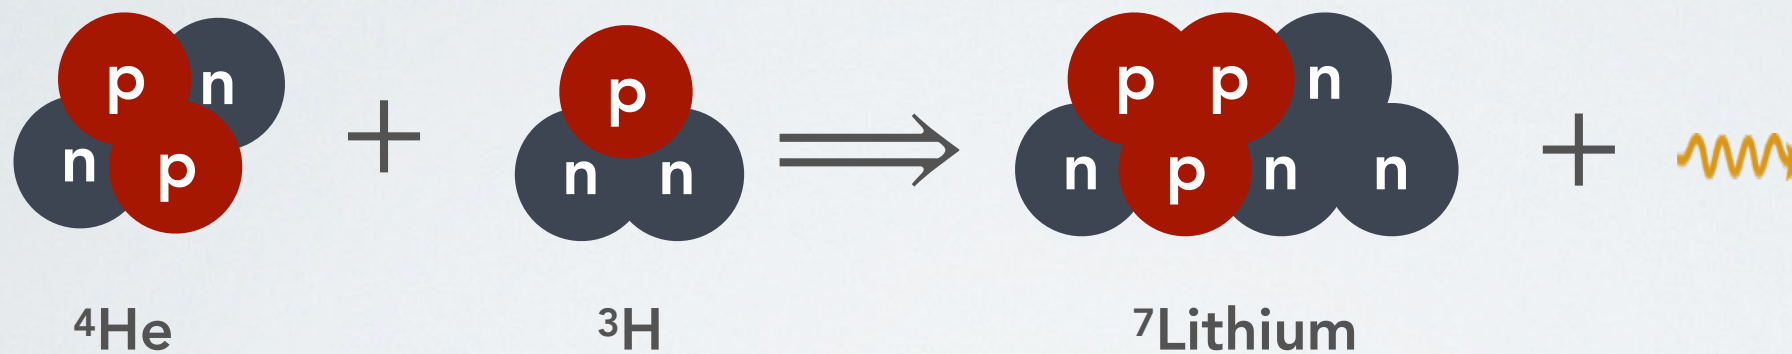 p n + p ⇒ p p n +
n p n n n p n n
⁴He ³H ⁷Lithium